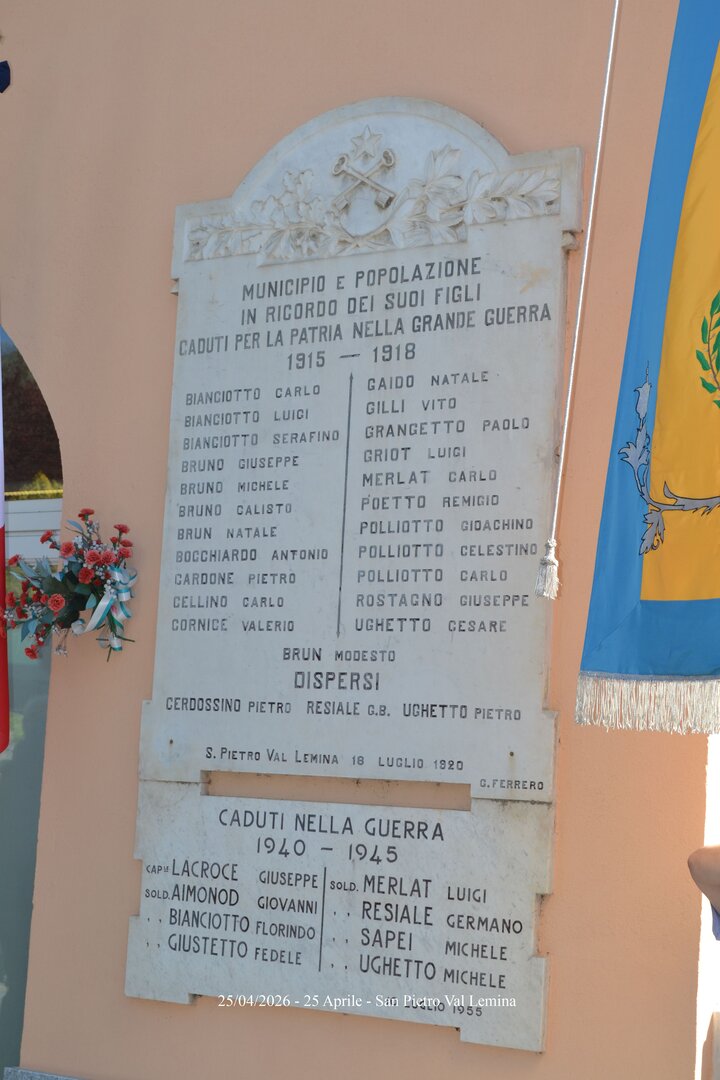 MUNICIPIO E POPOLAZIONE
IN RICORDO DEI SUOI FIGLI
CADUTI PER LA PATRIA NELLA GRANDE GUERRA
1915 — 1918
BIANCIOTTO CARLO
BIANCIOTTO LUIGI
BIANCIOTTO SERAFINO
BRUNO GIUSEPPE
BRUNO MICHELE
BRUNO CALISTO
BRUN NATALE
BOCCHIARDO ANTONIO
CARDONE PIETRO
CELLINO CARLO
CORNICE VALERIO
GAIDO NATALE
GILLI VITO
GRANGETTO PAOLO
GRIOT LUIGI
MERLAT CARLO
POETTO REMIGIO
POLLIOTTO GIOACHINO
POLLIOTTO CELESTINO
POLLIOTTO CARLO
ROSTAGNO GIUSEPPE
UGHETTO CESARE
BRUN MODESTO
DISPERSI
CERDOSSINO PIETRO RESIALE G.B. UGHETTO PIETRO
S. PIETRO VAL LEMINA 18 LUGLIO 1920
G. FERRERO
CADUTI NELLA GUERRA
1940 - 1945
CAP.LE LACROCE GIUSEPPE
SOLD. AIMONOD GIOVANNI
. . BIANCIOTTO FLORINDO
. . GIUSTETTO FEDELE
SOLD. MERLAT LUIGI
. . RESIALE GERMANO
. . SAPEI MICHELE
. . UGHETTO MICHELE
LUGLIO 1955
25/04/2026 - 25 Aprile - San Pietro Val Lemina